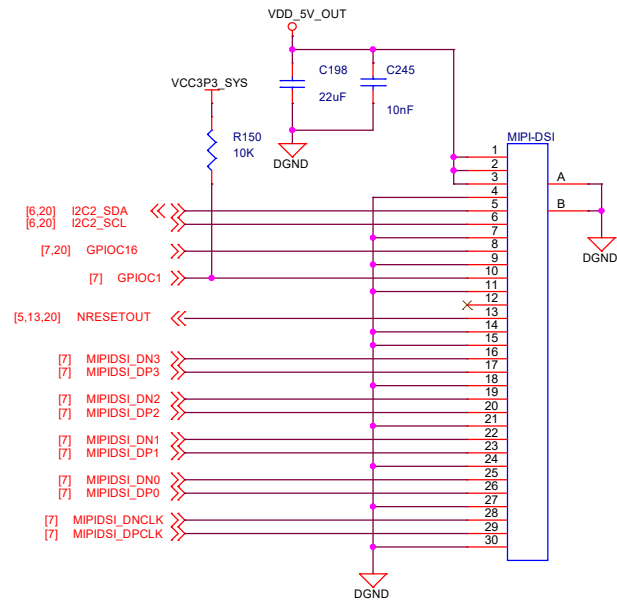 VDD_5V_OUT
C198
22uF
C245
10nF
VCC3P3_SYS
R150
10K
DGND
MIPI-DSI
1
2
3
4
5
6
7
8
9
10
11
12
13
14
15
16
17
18
19
20
21
22
23
24
25
26
27
28
29
30
A
B
DGND
[6,20] I2C2_SDA
[6,20] I2C2_SCL
[7,20] GPIOC16
[7] GPIOC1
[5,13,20] NRESETOUT
[7] MIPIDSI_DN3
[7] MIPIDSI_DP3
[7] MIPIDSI_DN2
[7] MIPIDSI_DP2
[7] MIPIDSI_DN1
[7] MIPIDSI_DP1
[7] MIPIDSI_DN0
[7] MIPIDSI_DP0
[7] MIPIDSI_DNCLK
[7] MIPIDSI_DPCLK
DGND